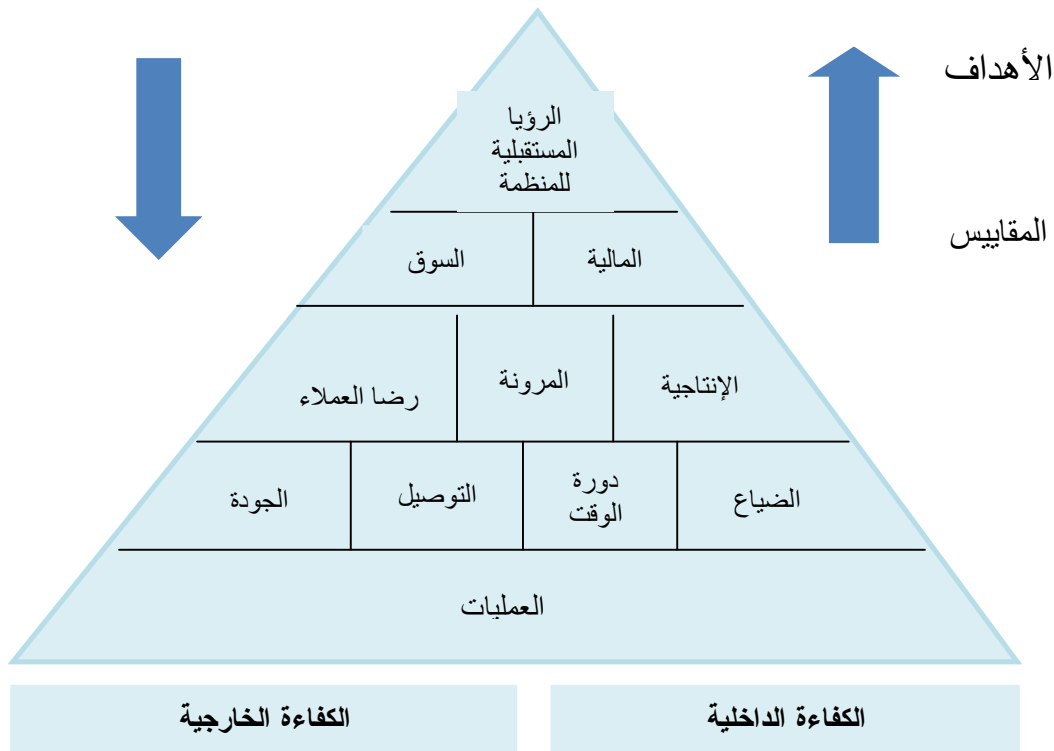 الأهداف
الرؤيا
المستقبلية
للمنظمة
المقاييس
المالية
السوق
الإنتاجية
المرونة
رضا العملاء
الضياع
دورة
الوقت
التوصيل
الجودة
العمليات
الكفاءة الداخلية
الكفاءة الخارجية